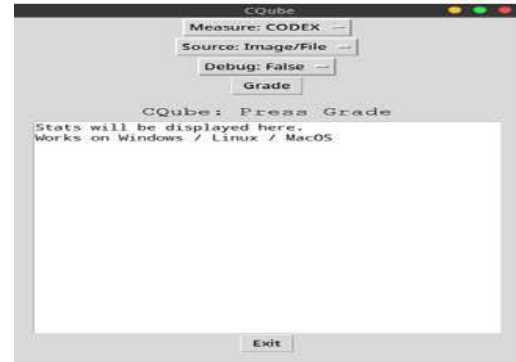 CQube
Measure: CODEX
Source: Image/File
Debug: False
Grade
CQube: Press Grade
Stats will be displayed here.
Works on Windows / Linux / MacOS
Exit